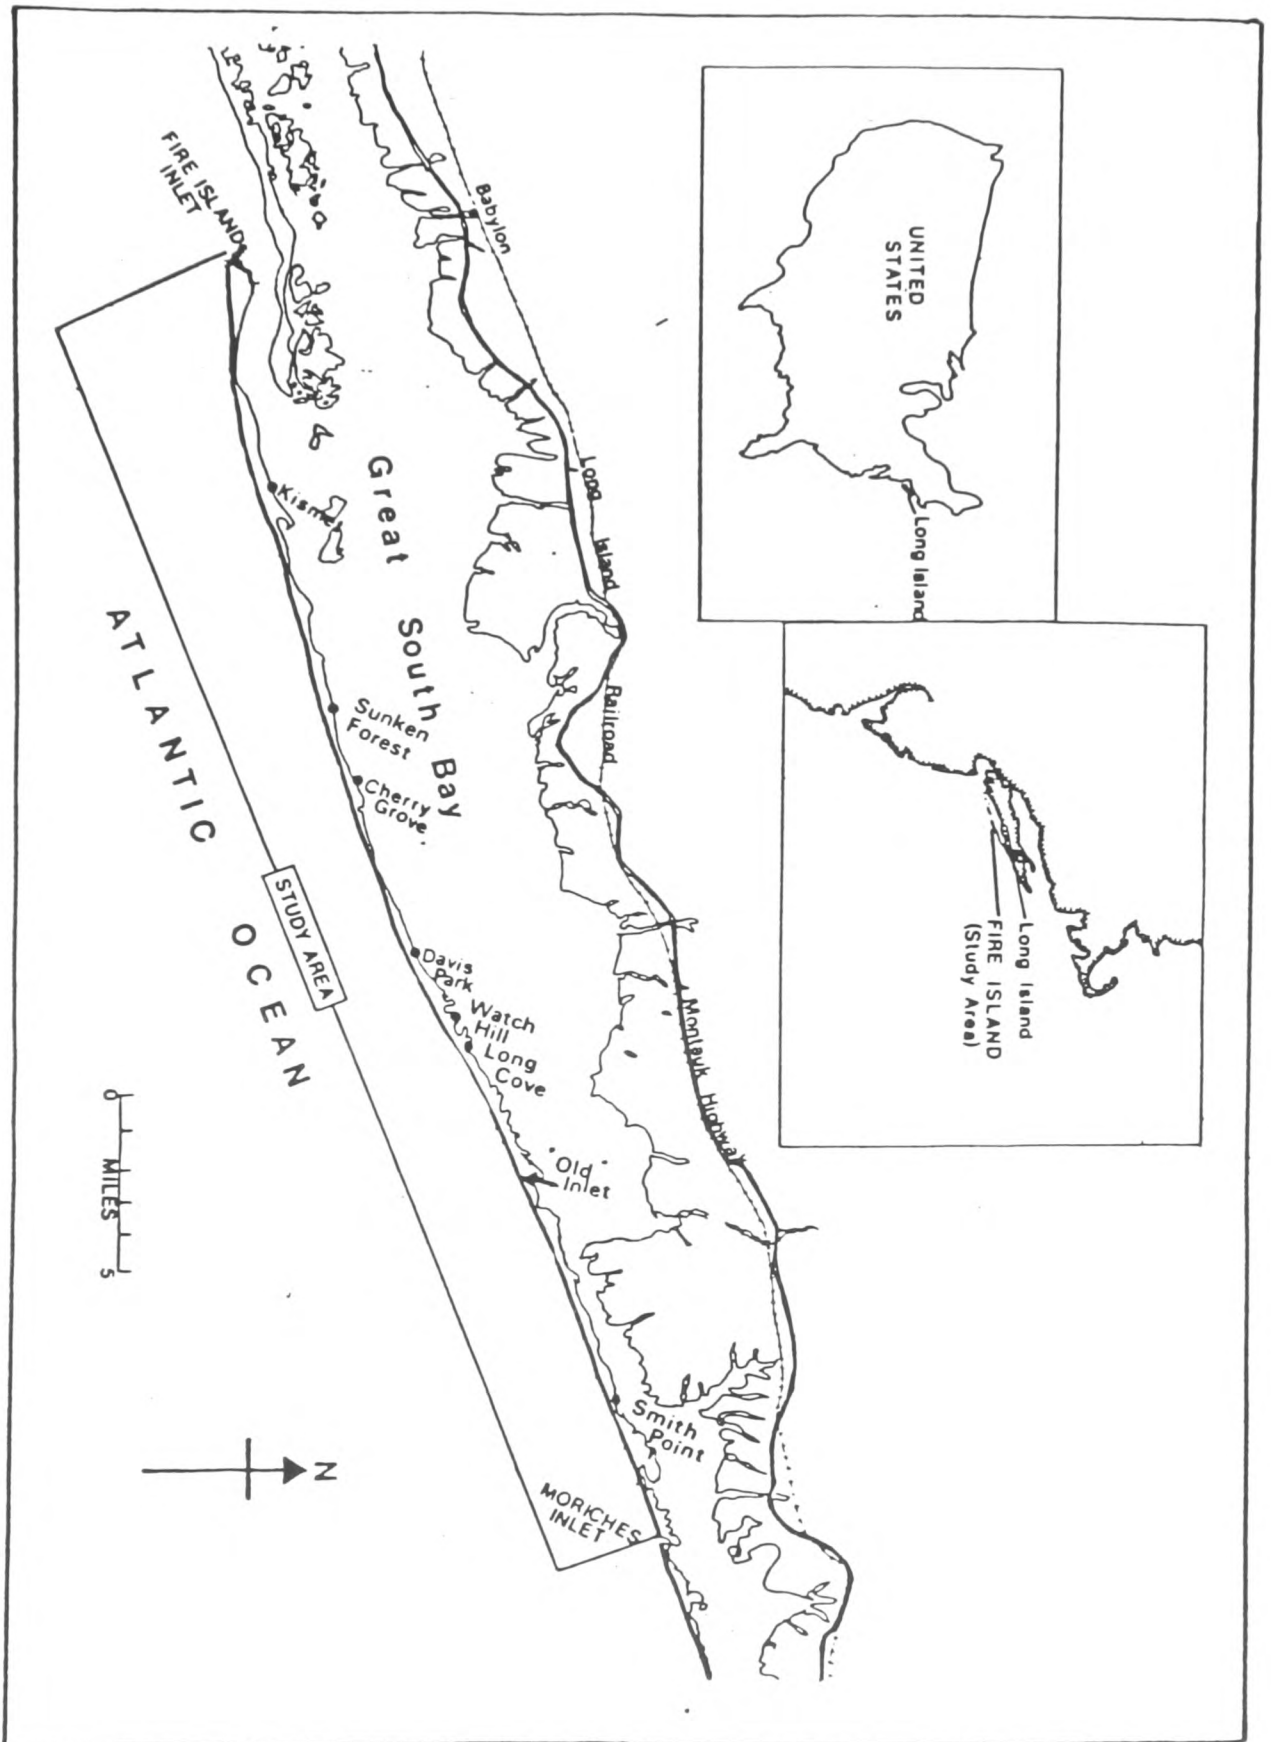 UNITED
STATES
Long Island
Long Island
FIRE ISLAND
(Study Area)
Babylon
Long Island Railroad
Montauk Highway
FIRE ISLAND
INLET
Great South Bay
Kismet
Sunken
Forest
Cherry
Grove
Davis
Park
Watch
Hill
Long
Cove
Old
Inlet
Smith
Point
MORICHES
INLET
ATLANTIC OCEAN
STUDY AREA
0 MILES 5
N